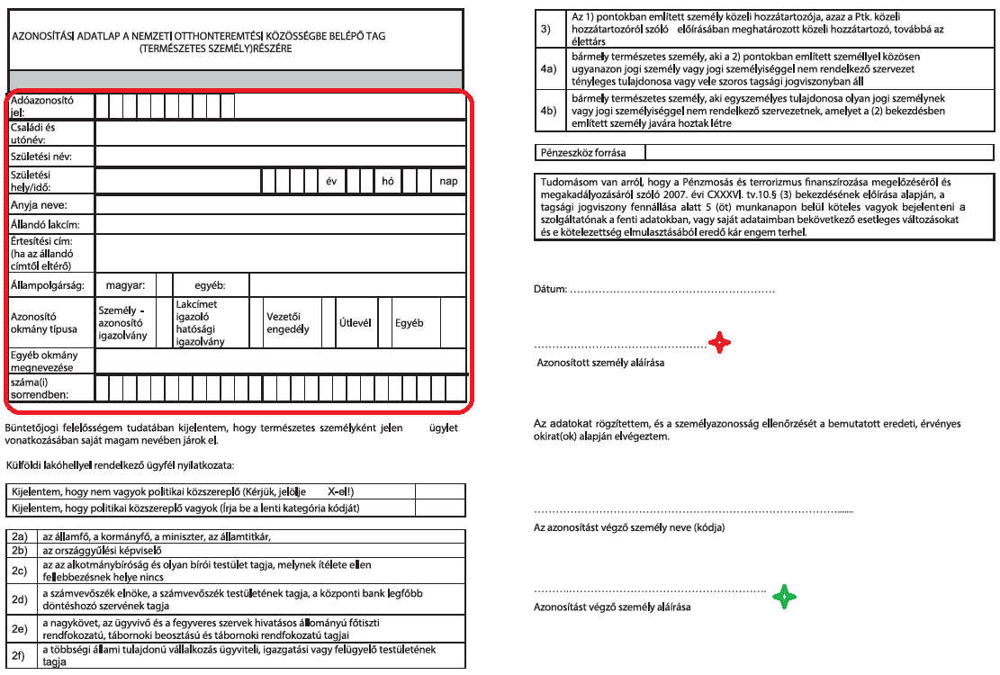 AZONOSÍTÁSI ADATLAP A NEMZETI OTTHONTEREMTÉSI KÖZÖSSÉGBE BELÉPŐ TAG
(TERMÉSZETES SZEMÉLY)RÉSZÉRE
Adóazonosító
jel:
Családi és
utónév:
Születési név:
Születési
hely/idő:
év
hó
nap
Anyja neve:
Állandó lakcím:
Értesítési cím:
(ha az állandó
címtől eltérő)
Állampolgárság:
magyar:
egyéb:
Azonosító
okmány típusa
Személy -
azonosító
igazolvány
Lakcímet
igazoló
hatósági
igazolvány
Vezetői
engedély
Útlevél
Egyéb
Egyéb okmány
megnevezése
száma(i)
sorrendben:
Büntetőjogi felelősségem tudatában kijelentem, hogy természetes személyként jelen ügylet
vonatkozásában saját magam nevében járok el.
Külföldi lakóhellyel rendelkező ügyfél nyilatkozata:
Kijelentem, hogy nem vagyok politikai közszereplő (Kérjük, jelölje X-el!)
Kijelentem, hogy politikai közszereplő vagyok (Írja be a lenti kategória kódját)
2a) az államfő, a kormányfő, a miniszter, az államtitkár,
2b) az országgyűlési képviselő
2c) az az alkotmánybíróság és olyan bírói testület tagja, melynek ítélete ellen
fellebbezésnek helye nincs
2d) a számvevőszék elnöke, a számvevőszék testületének tagja, a központi bank legfőbb
döntéshozó szervének tagja
2e) a nagykövet, az ügyvivő és a fegyveres szervek hivatásos állományú főtiszti
rendfokozatú, tábornoki beosztású és tábornoki rendfokozatú tagjai
2f) a többségi állami tulajdonú vállalkozás ügyviteli, igazgatási vagy felügyelő testületének
tagja
3) Az 1) pontokban említett személy közeli hozzátartozója, azaz a Ptk. közeli
hozzátartozóról szóló előírásában meghatározott közeli hozzátartozó, továbbá az
élettárs
4a) bármely természetes személy, aki a 2) pontokban említett személlyel közösen
ugyanazon jogi személy vagy jogi személyiséggel nem rendelkező szervezet
tényleges tulajdonosa vagy vele szoros tagsági jogviszonyban áll
4b) bármely természetes személy, aki egyszemélyes tulajdonosa olyan jogi személynek
vagy jogi személyiséggel nem rendelkező szervezetnek, amelyet a (2) bekezdésben
említett személy javára hoztak létre
Pénzeszköz forrása
Tudomásom van arról, hogy a Pénzmosás és terrorizmus finanszírozása megelőzéséről és
megakadályozásáról szóló 2007. évi CXXXVI. tv.10.§ (3) bekezdésének előírása alapján, a
tagsági jogviszony fennállása alatt 5 (öt) munkanapon belül köteles vagyok bejelenteni a
szolgáltatónak a fenti adatokban, vagy saját adataimban bekövetkező esetleges változásokat
és e kötelezettség elmulasztásából eredő kár engem terhel.
Dátum: ......................................................
Azonosított személy aláírása
Az adatokat rögzítettem, és a személyazonosság ellenőrzését a bemutatott eredeti, érvényes
okirat(ok) alapján elvégeztem.
Az azonosítást végző személy neve (kódja)
Azonosítást végző személy aláírása